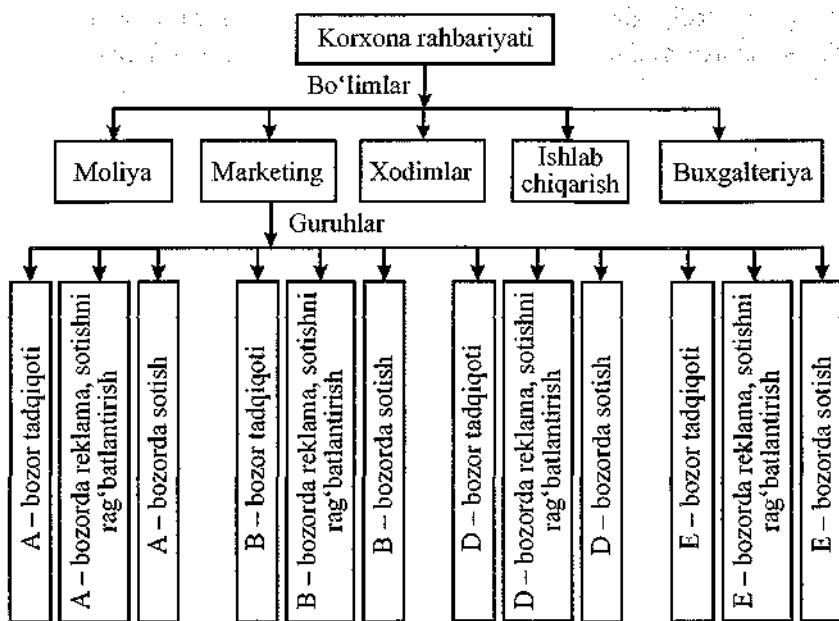 Korxona rahbariyati
Bo‘limlar
Moliya
Marketing
Xodimlar
Ishlab
chiqarish
Buxgalteriya
Guruhlar
A – bozor tadqiqoti
A – bozorda reklama, sotishni
rag‘batlantirish
A – bozorda sotish
B – bozor tadqiqoti
B – bozorda reklama, sotishni
rag‘batlantirish
B – bozorda sotish
D – bozor tadqiqoti
D – bozorda reklama, sotishni
rag‘batlantirish
D – bozorda sotish
E – bozor tadqiqoti
E – bozorda reklama, sotishni
rag‘batlantirish
E – bozorda sotish